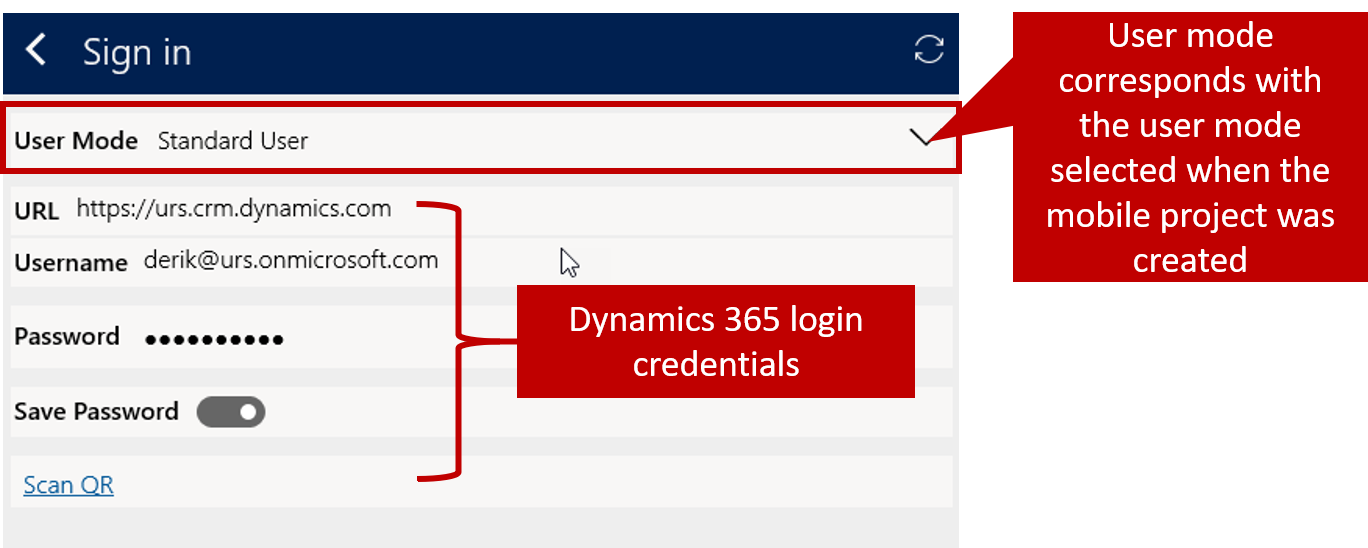 Sign in
User Mode Standard User
URL https://urs.crm.dynamics.com
Username derik@urs.onmicrosoft.com
Password ●●●●●●●●●●
Save Password
Scan QR
Dynamics 365 login
credentials
User mode
corresponds with
the user mode
selected when the
mobile project was
created